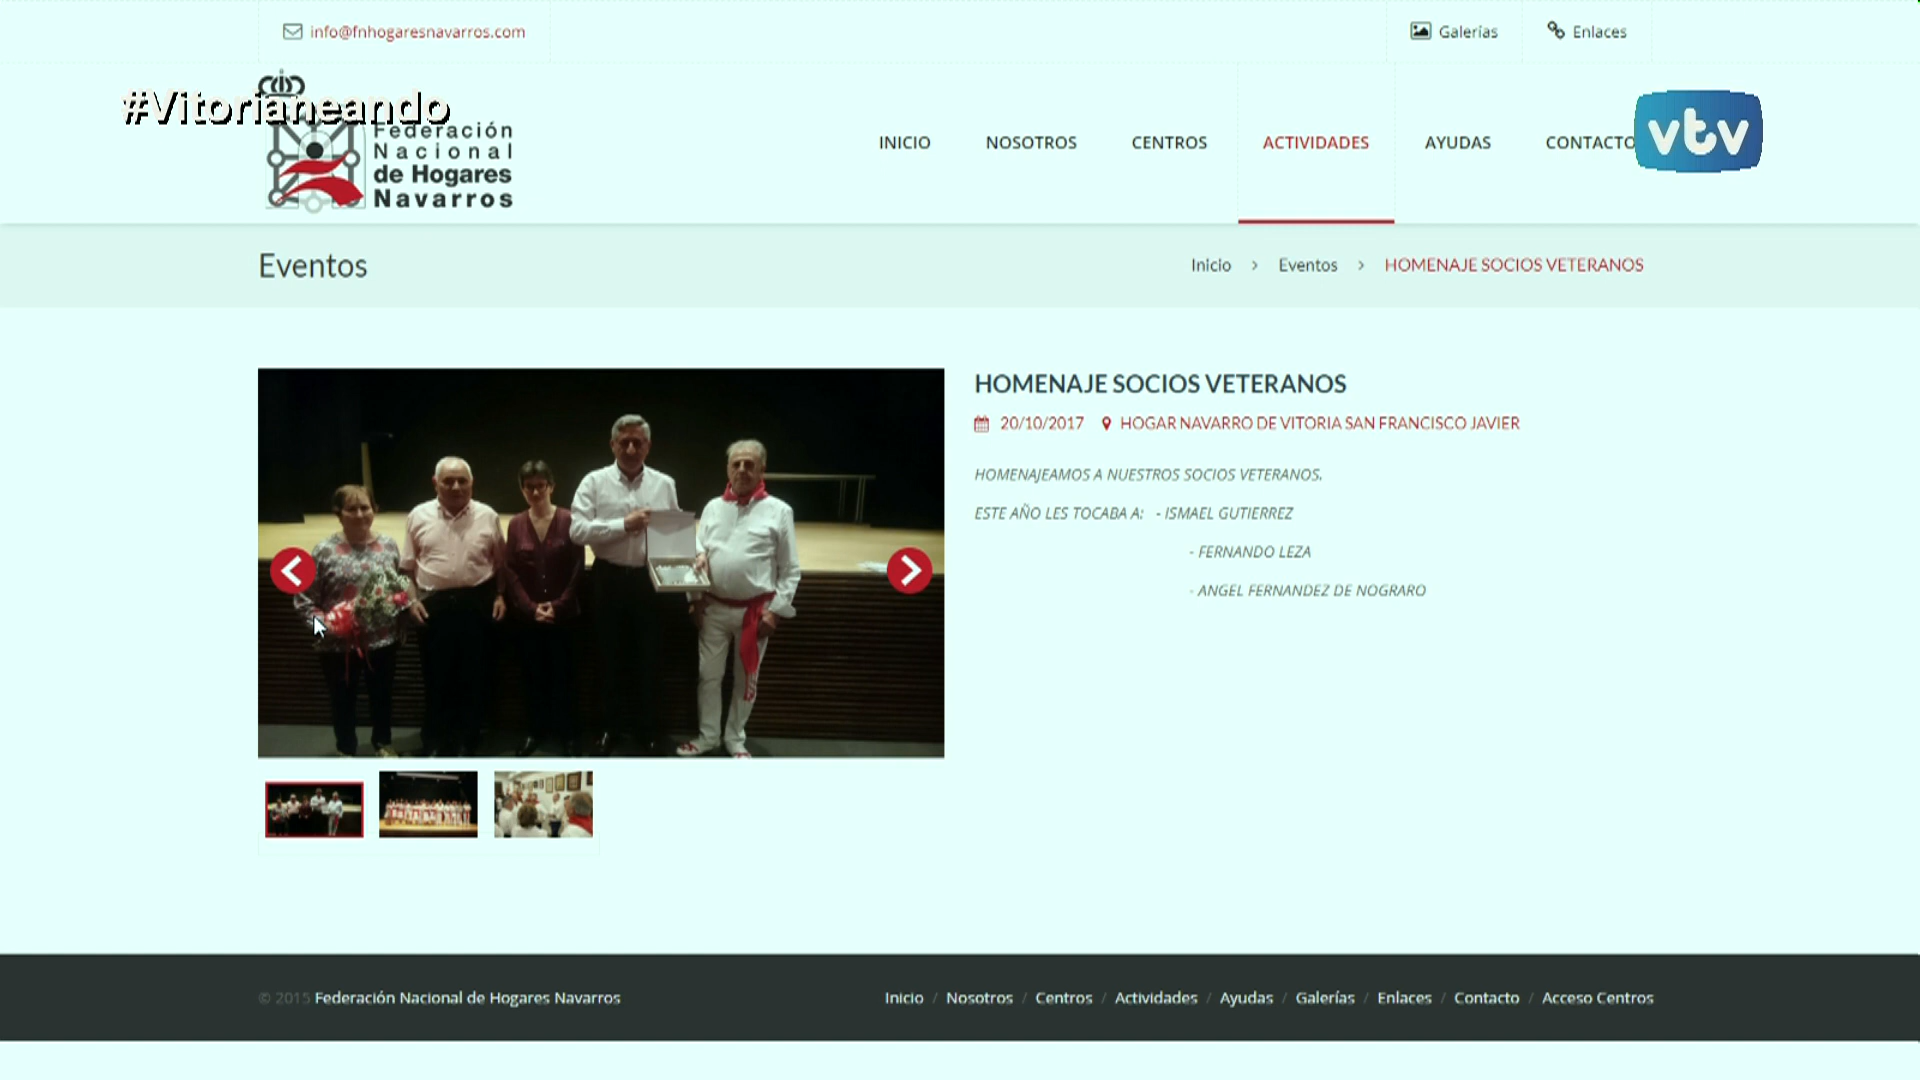 info@fnhogaresnavarros.com
Galerías
Enlaces
#Vitorianeando
Federación
Nacional
de Hogares
Navarros
INICIO
NOSOTROS
CENTROS
ACTIVIDADES
AYUDAS
CONTACTO
vtv
Eventos
Inicio > Eventos > HOMENAJE SOCIOS VETERANOS
HOMENAJE SOCIOS VETERANOS
20/10/2017 HOGAR NAVARRO DE VITORIA SAN FRANCISCO JAVIER
HOMENAJEAMOS A NUESTROS SOCIOS VETERANOS.
ESTE AÑO LES TOCABA A: - ISMAEL GUTIERREZ
- FERNANDO LEZA
- ANGEL FERNANDEZ DE NOGRARO
© 2015 Federación Nacional de Hogares Navarros
Inicio / Nosotros / Centros / Actividades / Ayudas / Galerías / Enlaces / Contacto / Acceso Centros